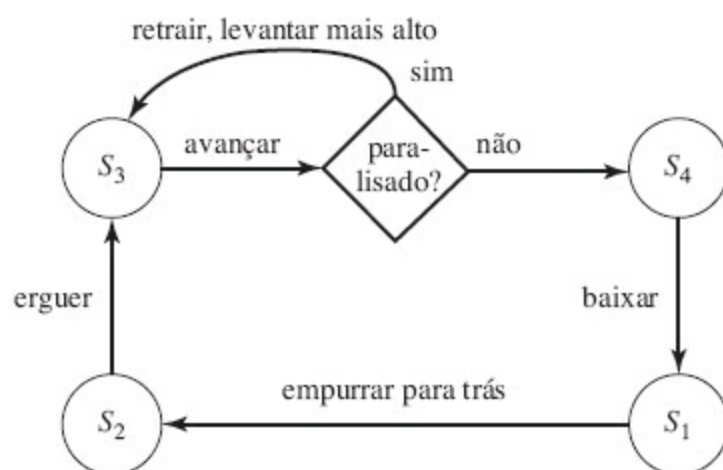 retrair, levantar mais alto
sim
S3
avançar
para-
lisado?
não
S4
erguer
baixar
empurrar para trás
S2
S1